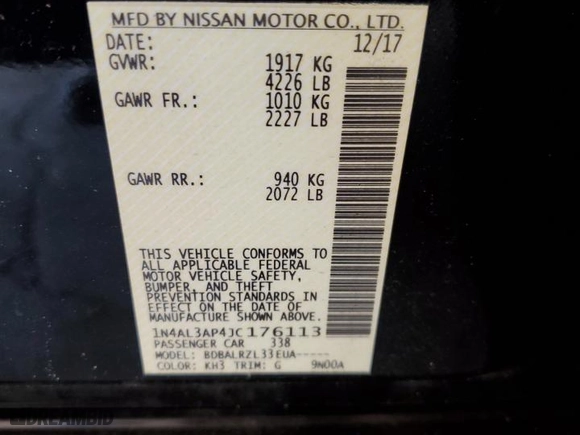 MFD BY NISSAN MOTOR CO., LTD.
DATE: 12/17
GVWR: 1917 KG
4226 LB
GAWR FR.: 1010 KG
2227 LB
GAWR RR.: 940 KG
2072 LB
THIS VEHICLE CONFORMS TO
ALL APPLICABLE FEDERAL
MOTOR VEHICLE SAFETY,
BUMPER, AND THEFT
PREVENTION STANDARDS IN
EFFECT ON THE DATE OF
MANUFACTURE SHOWN ABOVE.
1N4AL3AP4JC176113
PASSENGER CAR 338
MODEL: BDBALRZL33EUA-----
COLOR: KH3 TRIM: G 9N00A
DREAMBID